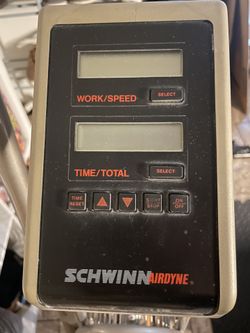 WORK/SPEED SELECT
TIME/TOTAL SELECT
TIME RESET ON OFF
SCHWINN AIRDYNE